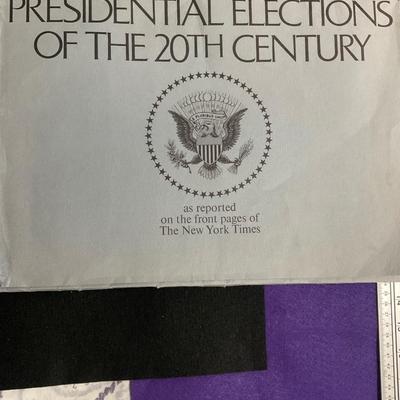 PRESIDENTIAL ELECTIONS
OF THE 20TH CENTURY
as reported
on the front pages of
The New York Times